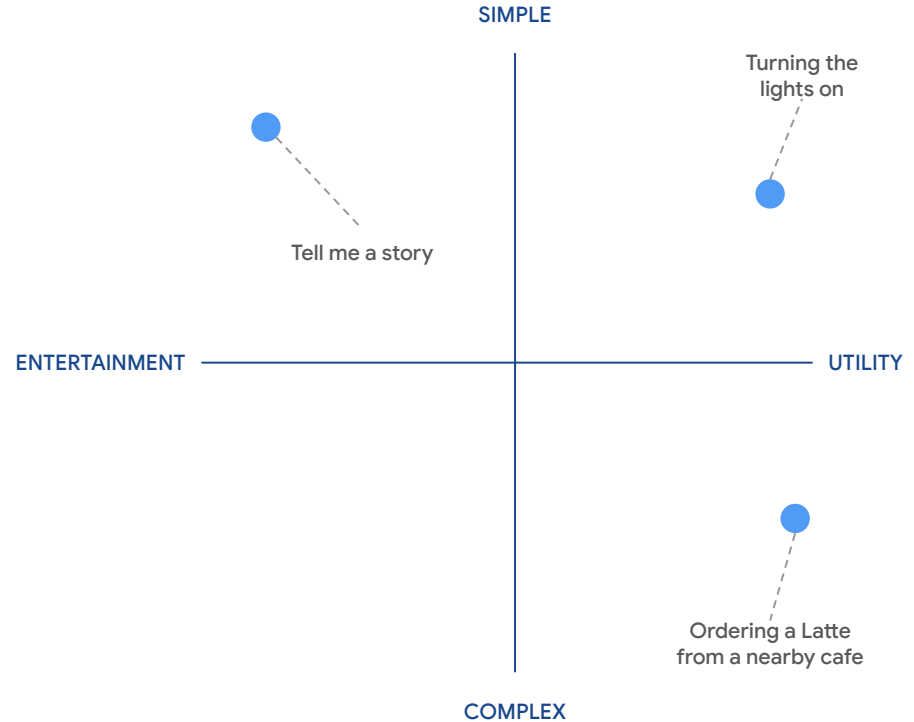 SIMPLE
Turning the
lights on
Tell me a story
ENTERTAINMENT
UTILITY
Ordering a Latte
from a nearby cafe
COMPLEX